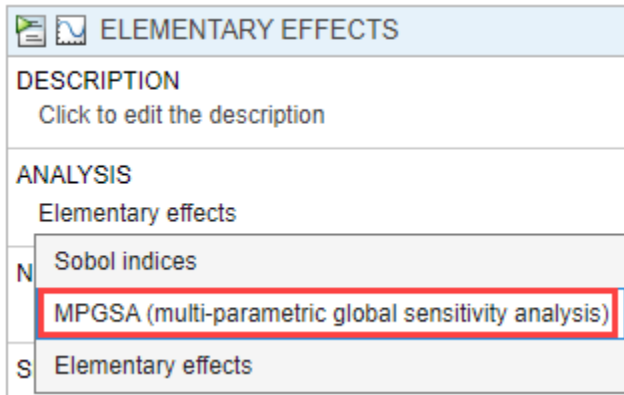 ELEMENTARY EFFECTS
DESCRIPTION
Click to edit the description
ANALYSIS
Elementary effects
N
Sobol indices
MPGSA (multi-parametric global sensitivity analysis)
S
Elementary effects